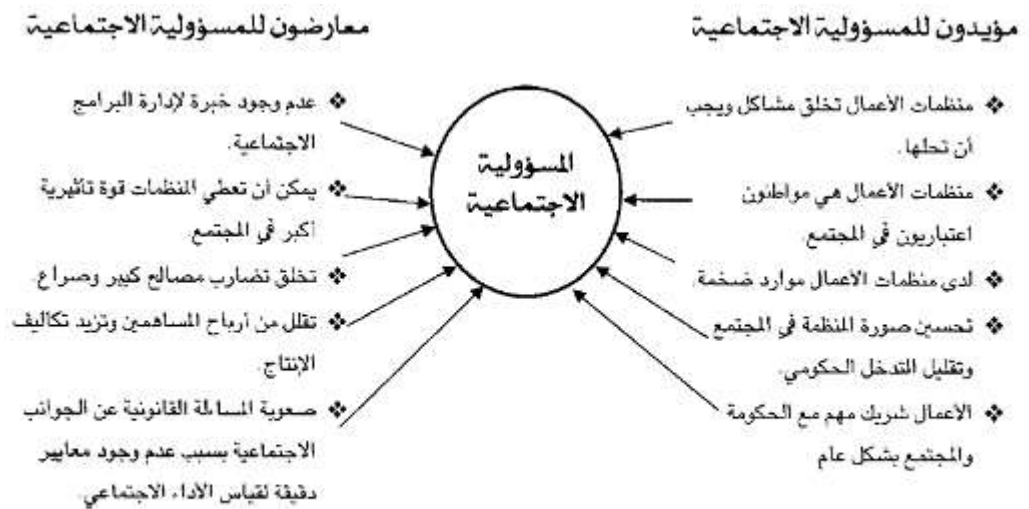 مؤيدون للمسؤولية الاجتماعية
❖ منظمات الأعمال تخلق مشاكل ويجب
أن تحلها.
❖ منظمات الأعمال هي مواطنون
اعتباريون في المجتمع.
❖ لدى منظمات الأعمال موارد ضخمة.
❖ تحسين صورة المنظمة في المجتمع
وتقليل التدخل الحكومي.
❖ الأعمال شريك مهم مع الحكومة
والمجتمع بشكل عام
المسؤولية
الاجتماعية
معارضون للمسؤولية الاجتماعية
❖ عدم وجود خبرة لإدارة البرامج
الاجتماعية.
❖ يمكن أن تعطي المنظمات قوة تأثيرية
أكبر في المجتمع.
❖ تخلق تضارب مصالح كبير وصراع.
❖ تقلل من أرباح المساهمين وتزيد تكاليف
الإنتاج.
❖ صعوبة المساءلة القانونية عن الجوانب
الاجتماعية بسبب عدم وجود معايير
دقيقة لقياس الأداء الاجتماعي.